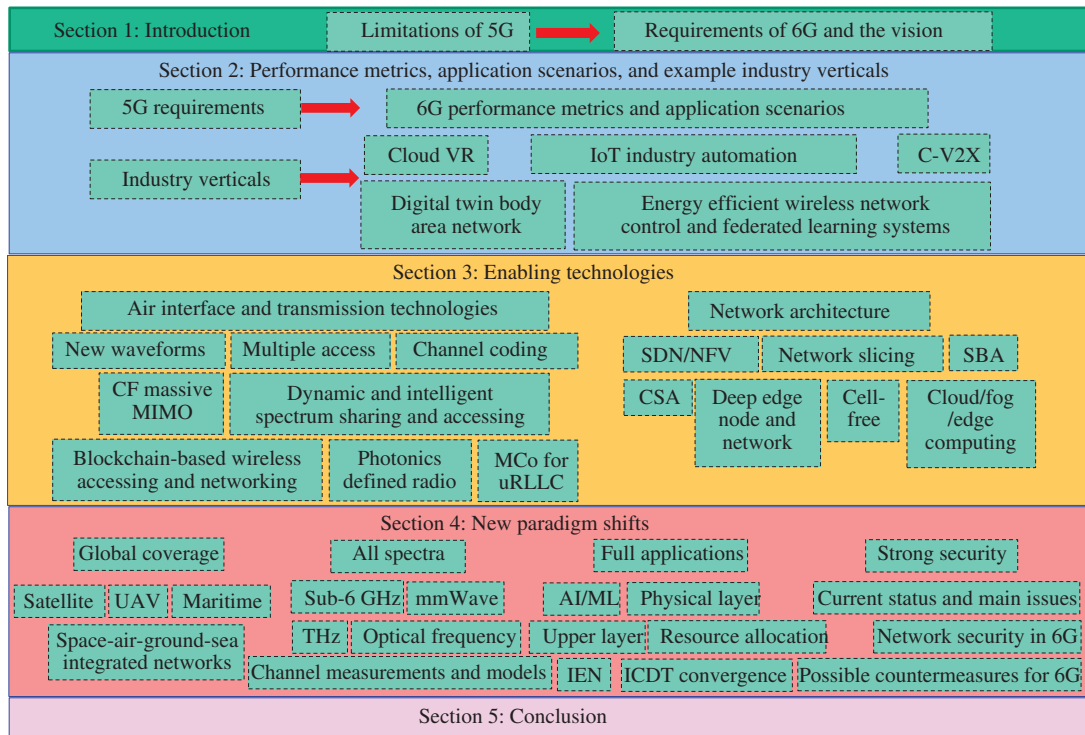 Section 1: Introduction
Limitations of 5G
Requirements of 6G and the vision
Section 2: Performance metrics, application scenarios, and example industry verticals
5G requirements
6G performance metrics and application scenarios
Industry verticals
Cloud VR
IoT industry automation
C-V2X
Digital twin body
area network
Energy efficient wireless network
control and federated learning systems
Section 3: Enabling technologies
Air interface and transmission technologies
New waveforms
Multiple access
Channel coding
CF massive
MIMO
Dynamic and intelligent
spectrum sharing and accessing
Blockchain-based wireless
accessing and networking
Photonics
defined radio
MCo for
uRLLC
Network architecture
SDN/NFV
Network slicing
SBA
CSA
Deep edge
node and
network
Cell-
free
Cloud/fog
/edge
computing
Section 4: New paradigm shifts
Global coverage
Satellite
UAV
Maritime
Space-air-ground-sea
integrated networks
All spectra
Sub-6 GHz
mmWave
THz
Optical frequency
Channel measurements and models
Full applications
AI/ML
Physical layer
Upper layer
Resource allocation
IEN
ICDT convergence
Strong security
Current status and main issues
Network security in 6G
Possible countermeasures for 6G
Section 5: Conclusion